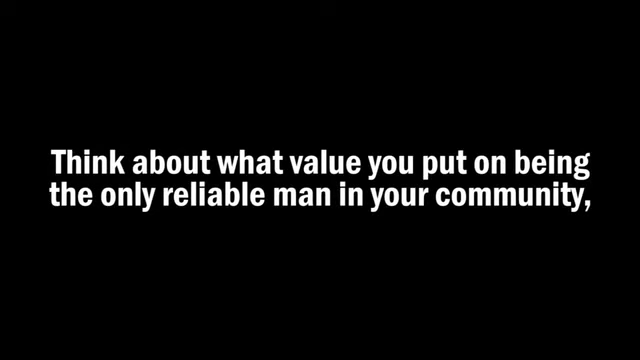 Think about what value you put on being
the only reliable man in your community,